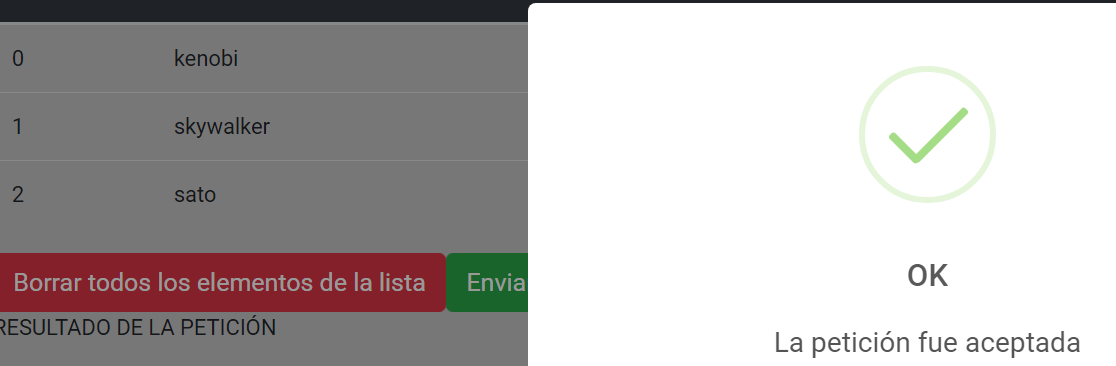 0 kenobi
1 skywalker
2 sato
Borrar todos los elementos de la lista Envia
RESULTADO DE LA PETICIÓN
OK
La petición fue aceptada